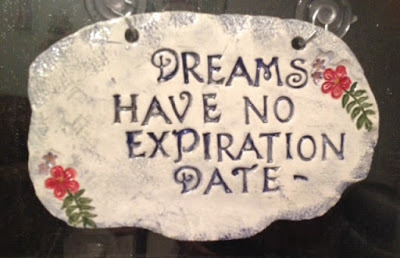 DREAMS
HAVE NO
EXPIRATION
DATE~